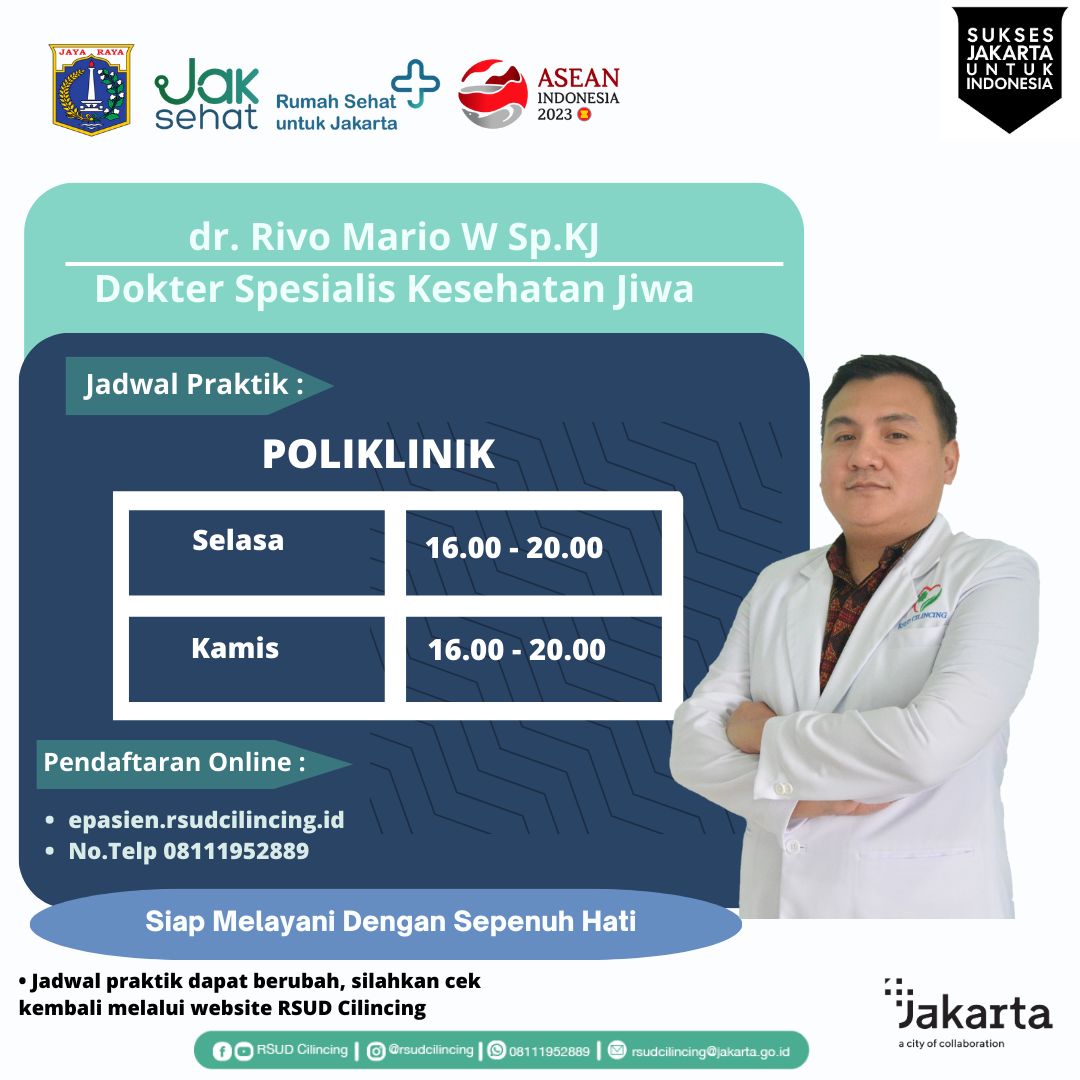 JAYA RAYA
Jak
sehat
Rumah Sehat
untuk Jakarta
ASEAN
INDONESIA
2023
SUKSES
JAKARTA
UNTUK
INDONESIA
dr. Rivo Mario W Sp.KJ
Dokter Spesialis Kesehatan Jiwa
Jadwal Praktik :
POLIKLINIK
Selasa 16.00 - 20.00
Kamis 16.00 - 20.00
RSUD CILINCING
Pendaftaran Online :
• epasien.rsudcilincing.id
• No.Telp 08111952889
Siap Melayani Dengan Sepenuh Hati
• Jadwal praktik dapat berubah, silahkan cek
kembali melalui website RSUD Cilincing
Jakarta
a city of collaboration
RSUD Cilincing | @rsudcilincing | 08111952889 | rsudcilincing@jakarta.go.id